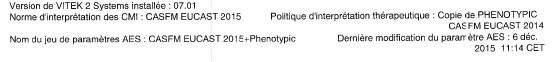 Version de VITEK 2 Systems installée : 07.01
Norme d'interprétation des CMI : CASFM EUCAST 2015
Politique d'interprétation thérapeutique : Copie de PHENOTYPIC
CASFM EUCAST 2014
Nom du jeu de paramètres AES : CASFM EUCAST 2015+Phenotypic
Dernière modification du paramètre AES : 6 déc.
2015 11:14 CET